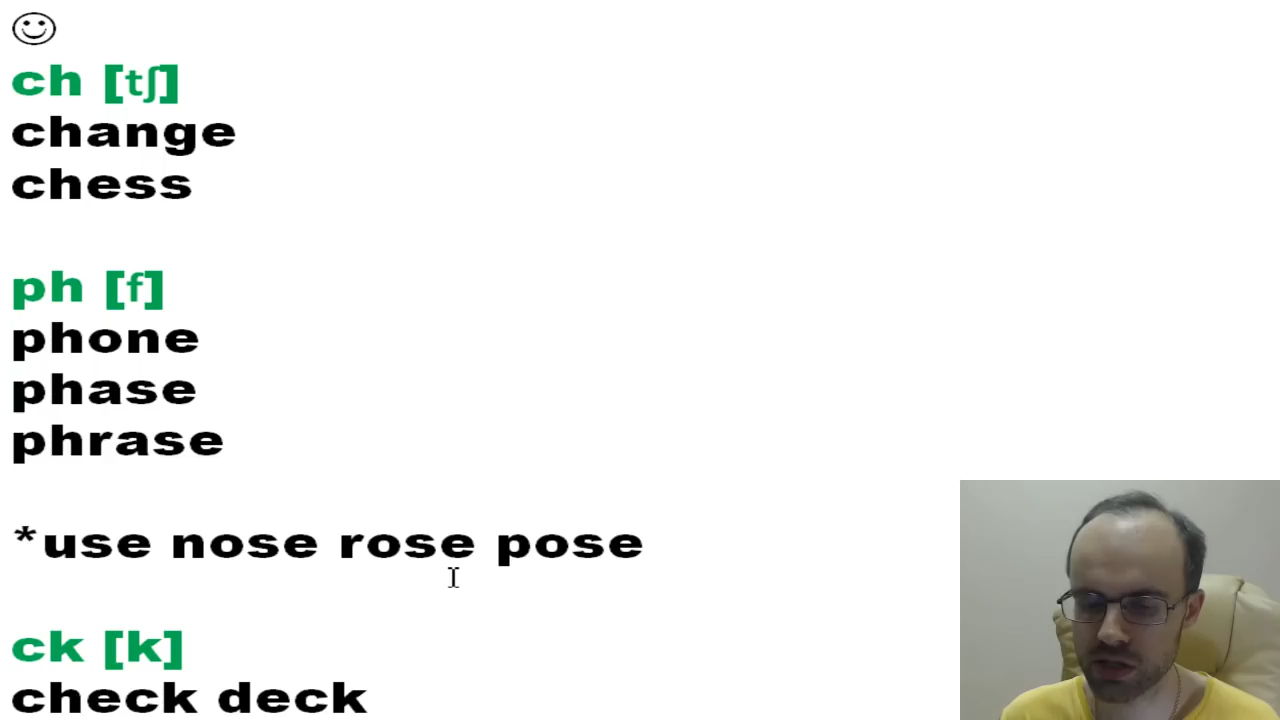 ☺
ch [tʃ]
change
chess
ph [f]
phone
phase
phrase
*use nose rose pose
ck [k]
check deck